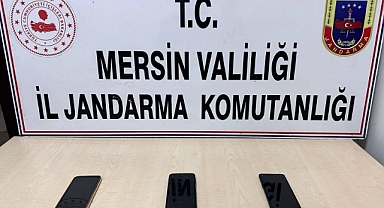 T.C.
MERSİN VALİLİĞİ
İL JANDARMA KOMUTANLIĞI
JANDARMA